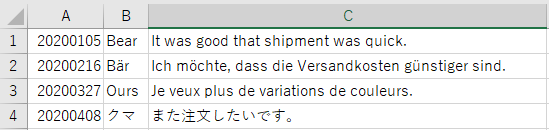 A B C
1 20200105 Bear It was good that shipment was quick.
2 20200216 Bär Ich möchte, dass die Versandkosten günstiger sind.
3 20200327 Ours Je veux plus de variations de couleurs.
4 20200408 クマ また注文したいです。